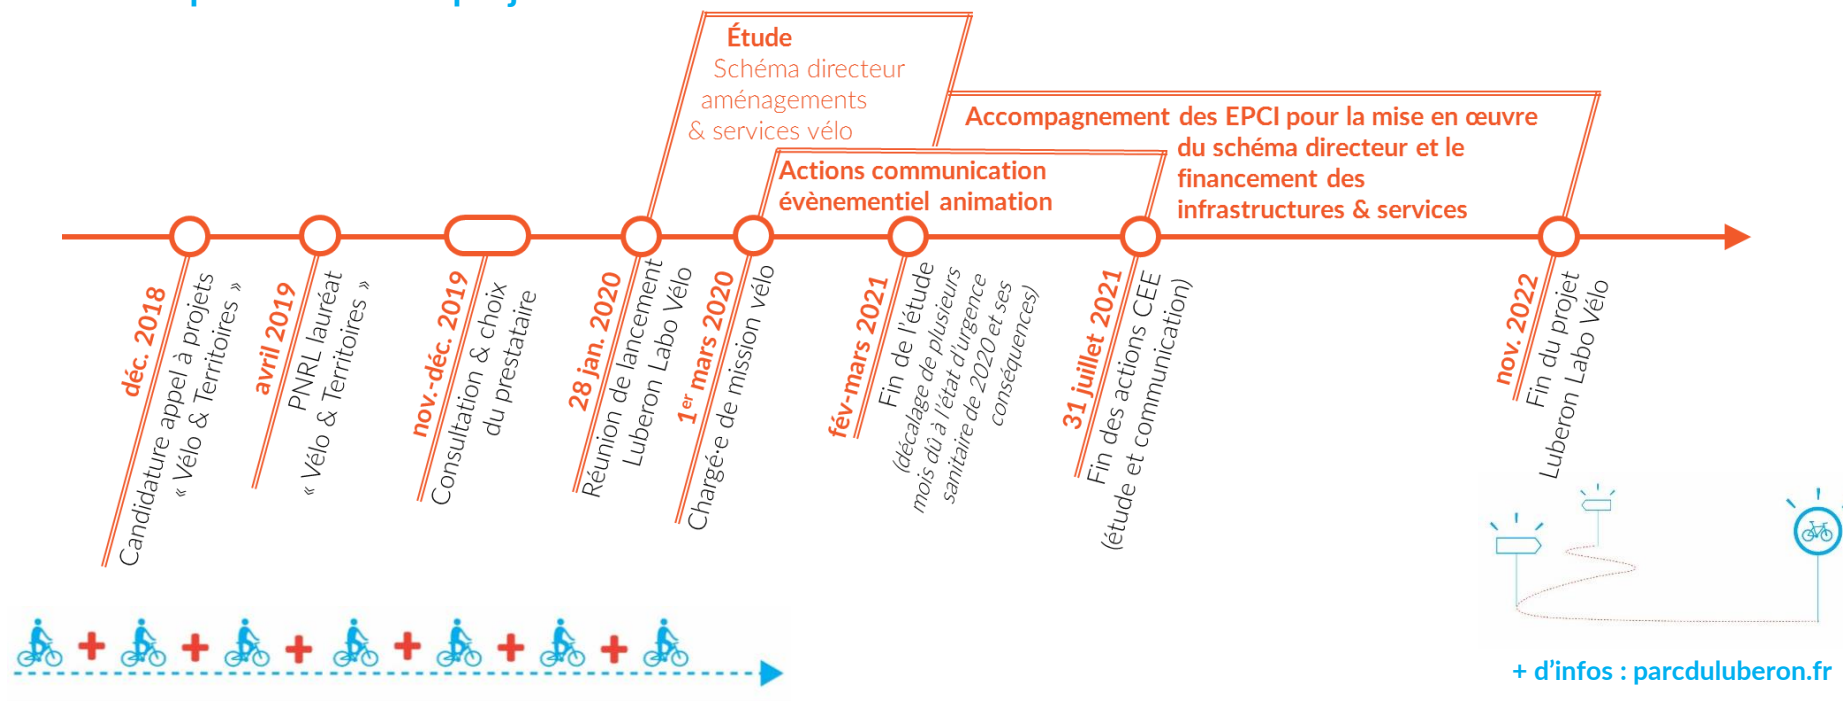 Étude
Schéma directeur
aménagements
& services vélo
Accompagnement des EPCI pour la mise en œuvre
du schéma directeur et le
financement des
infrastructures & services
Actions communication
évènementiel animation
déc. 2018
Candidature appel à projets
« Vélo & Territoires »
avril 2019
PNRL lauréat
« Vélo & Territoires »
nov.-déc. 2019
Consultation & choix
du prestataire
28 jan. 2020
Réunion de lancement
Luberon Labo Vélo
1er mars 2020
Chargé·e de mission vélo
fév-mars 2021
Fin de l'étude
(décalage de plusieurs
mois dû à l'état d'urgence
sanitaire de 2020 et ses
conséquences)
31 juillet 2021
Fin des actions CEE
(étude et communication)
nov. 2022
Fin du projet
Luberon Labo Vélo
+ d'infos : parcduluberon.fr